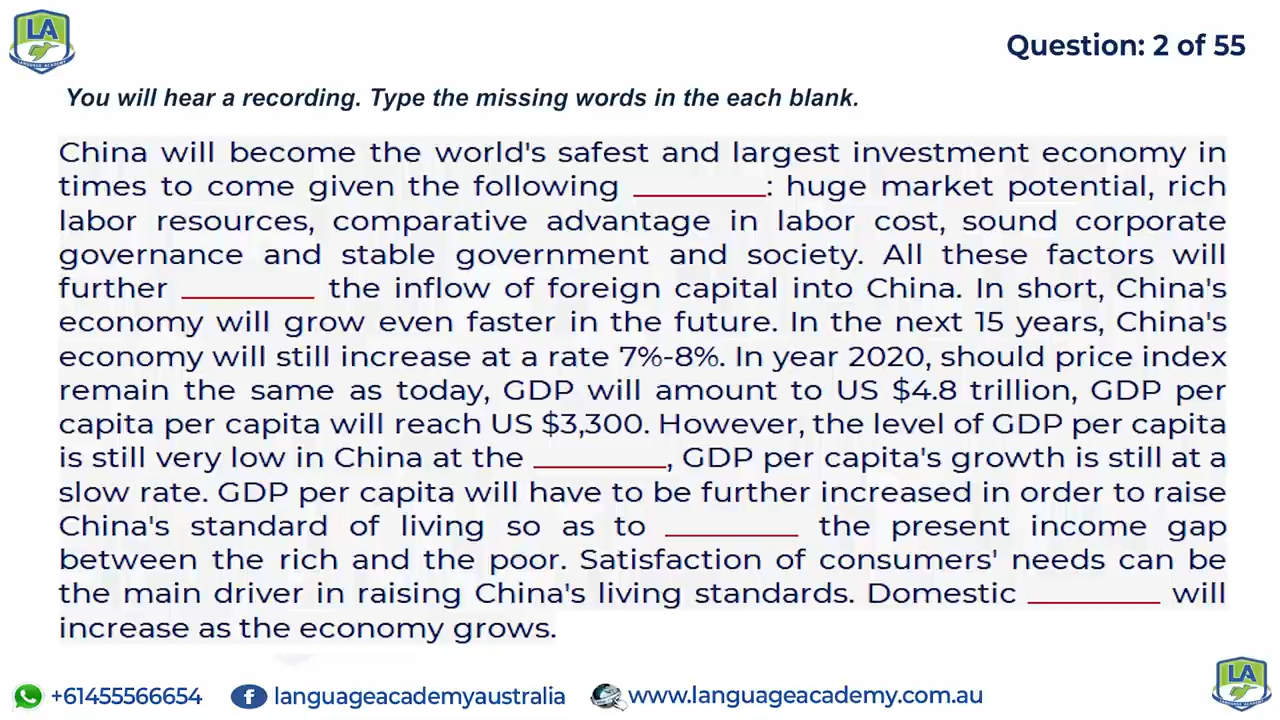 LA
LANGUAGE ACADEMY
Question: 2 of 55
You will hear a recording. Type the missing words in the each blank.
China will become the world's safest and largest investment economy in
times to come given the following ________: huge market potential, rich
labor resources, comparative advantage in labor cost, sound corporate
governance and stable government and society. All these factors will
further ________ the inflow of foreign capital into China. In short, China's
economy will grow even faster in the future. In the next 15 years, China's
economy will still increase at a rate 7%-8%. In year 2020, should price index
remain the same as today, GDP will amount to US $4.8 trillion, GDP per
capita per capita will reach US $3,300. However, the level of GDP per capita
is still very low in China at the ________, GDP per capita's growth is still at a
slow rate. GDP per capita will have to be further increased in order to raise
China's standard of living so as to ________ the present income gap
between the rich and the poor. Satisfaction of consumers' needs can be
the main driver in raising China's living standards. Domestic ________ will
increase as the economy grows.
+61455566654 languageacademyaustralia www.languageacademy.com.au
LA